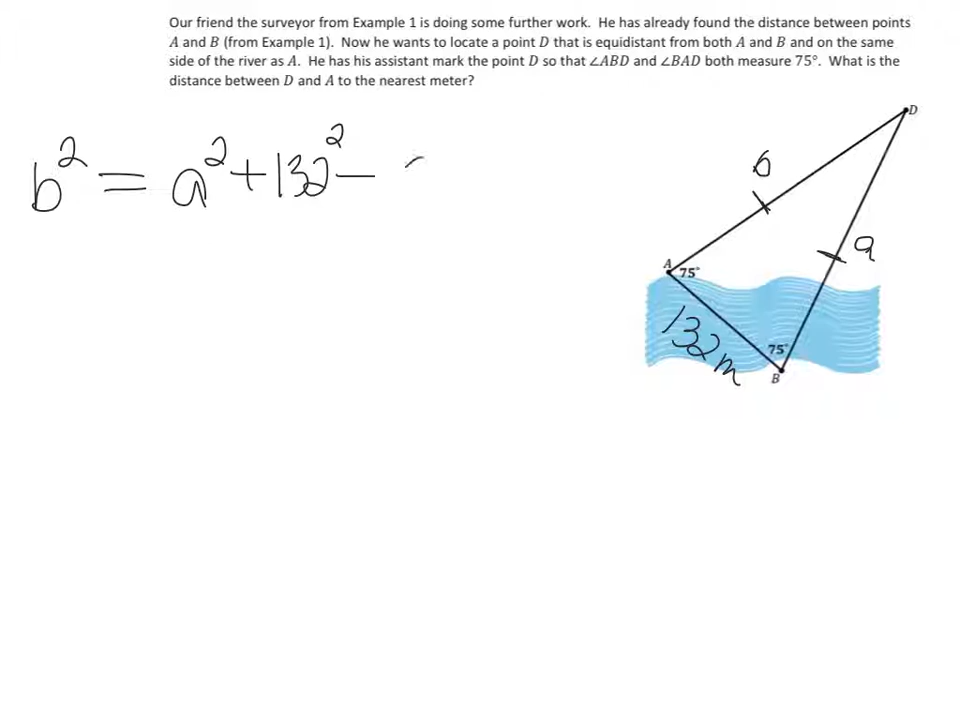 Our friend the surveyor from Example 1 is doing some further work. He has already found the distance between points
A and B (from Example 1). Now he wants to locate a point D that is equidistant from both A and B and on the same
side of the river as A. He has his assistant mark the point D so that ∠ABD and ∠BAD both measure 75°. What is the
distance between D and A to the nearest meter?
D
b² = a² + 132² −
b
a
A
75°
132m
75°
B